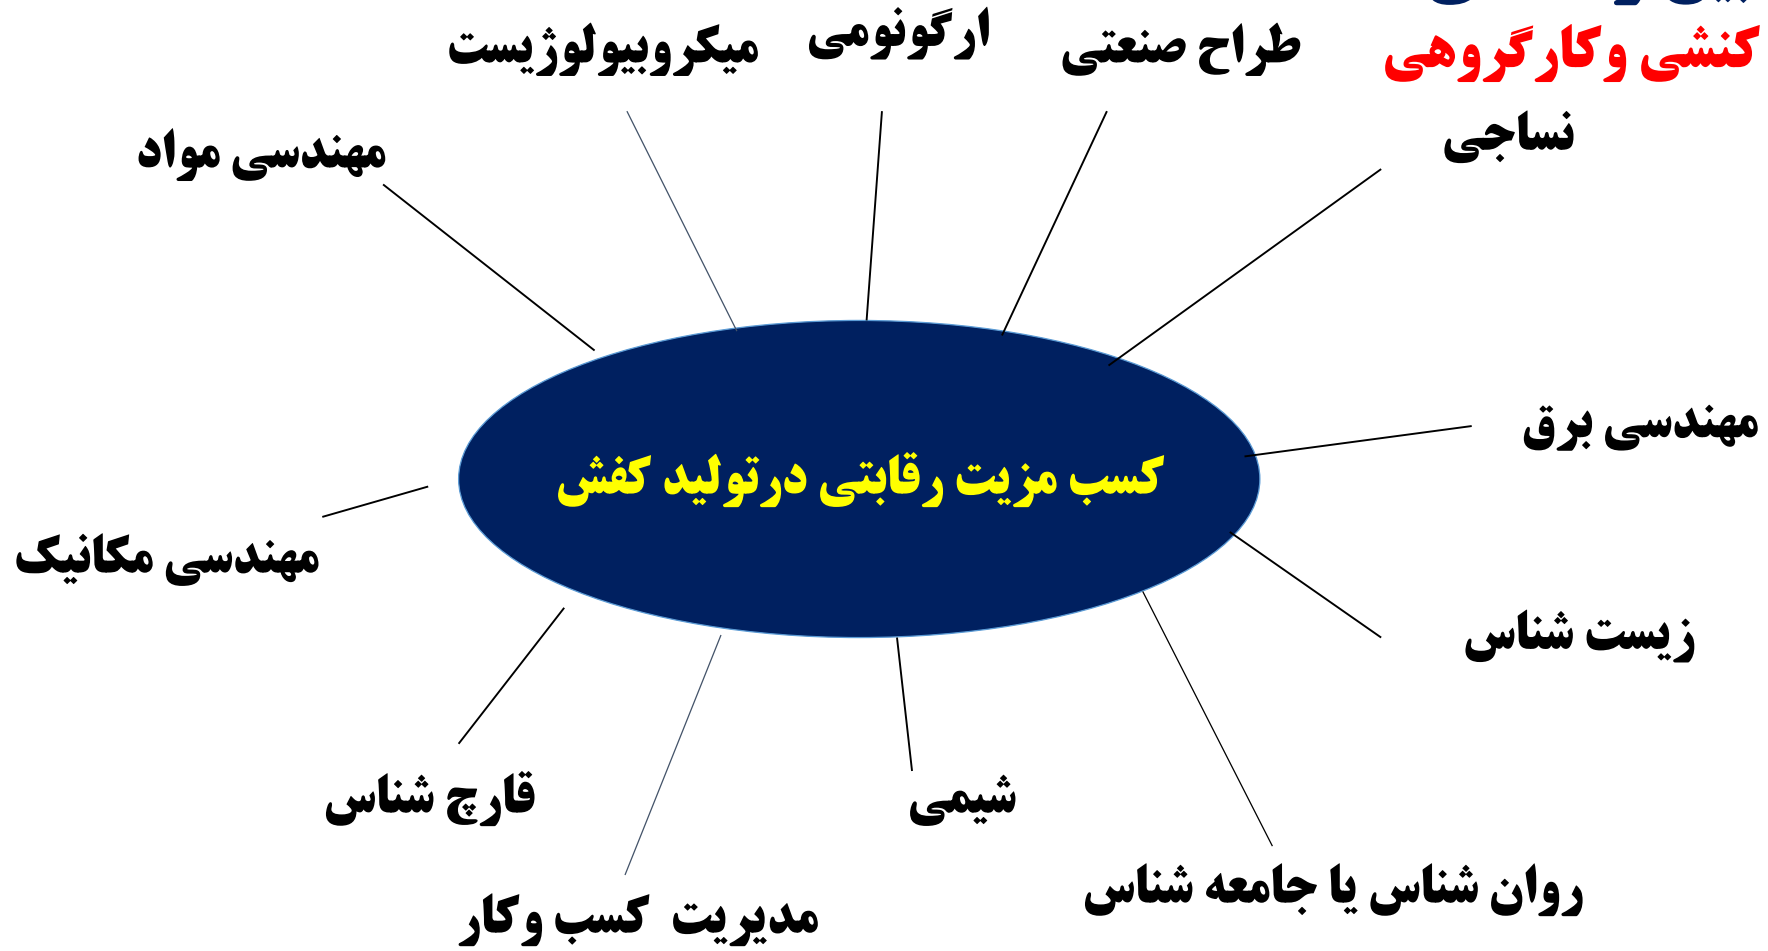 کنشی وکارگروهی
طراح صنعتی
ارگونومی
میکروبیولوژیست
نساجی
مهندسی مواد
مهندسی برق
کسب مزیت رقابتی درتولید کفش
مهندسی مکانیک
زیست شناس
شیمی
قارچ شناس
روان شناس یا جامعه شناس
مدیریت کسب وکار